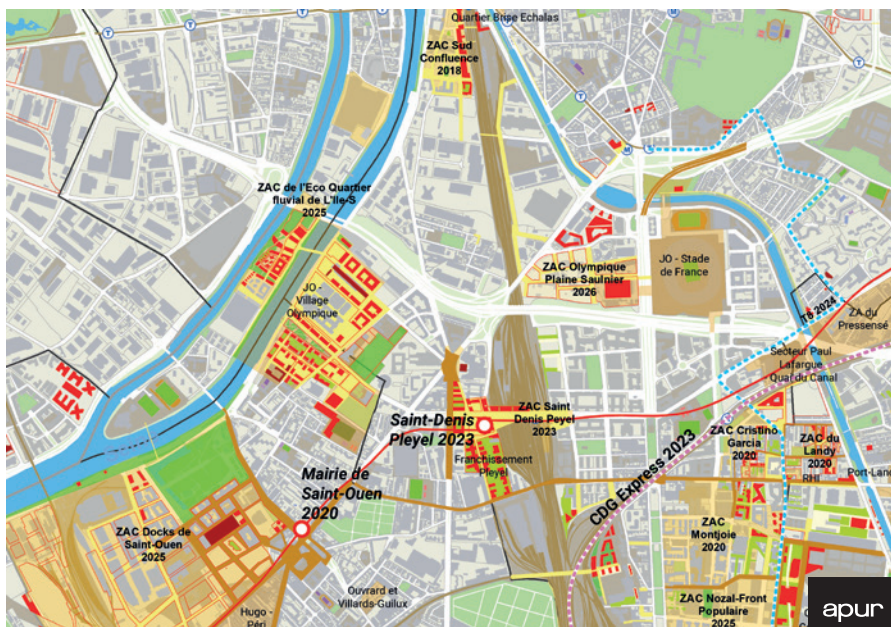 Quartier Brise Echalas
ZAC Sud
Confluence
2018
ZAC de l'Eco Quartier
fluvial de L'Ile-S
2025
JO -
Village
Olympique
ZAC Olympique
Plaine Saulnier
2026
JO - Stade
de France
T8 2024
ZA du
Pressensé
Secteur Paul
Lafargue
Quai du Canal
Saint-Denis
Pleyel 2023
ZAC Saint
Denis Peyel
2023
Franchissement
Pleyel
ZAC Cristino
Garcia
2020
ZAC du
Landy
2020
RHI
Port-Land
CDG Express 2023
Mairie de
Saint-Ouen
2020
ZAC Docks de
Saint-Ouen
2025
ZAC
Montjoie
2020
Ouvrard et
Villards-Guilux
Hugo -
Péri
ZAC Nozal-Front
Populaire
2025
apur
T
T
T
T
M
M
S